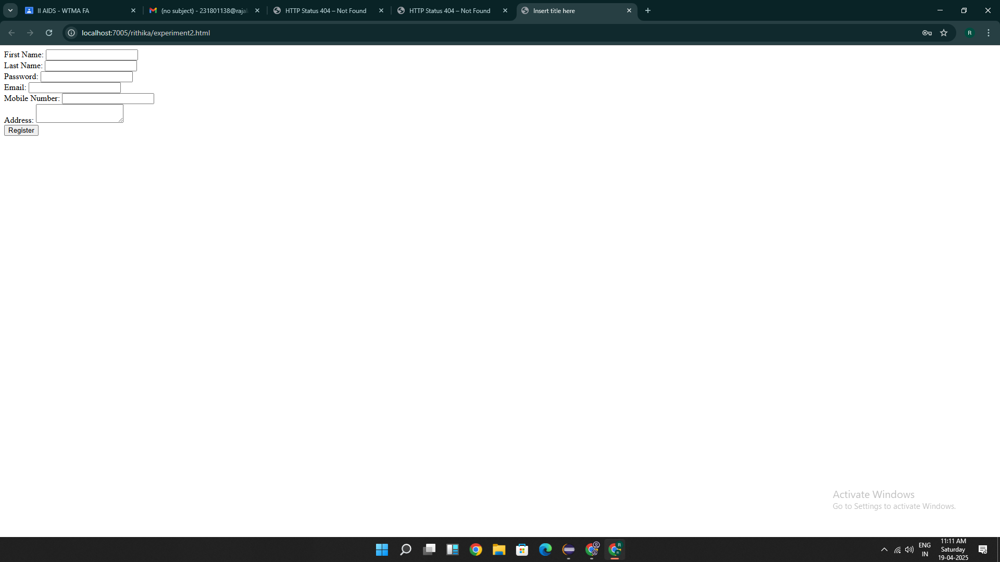 II AIDS - WTMA FA
(no subject) - 231801138@raja
HTTP Status 404 – Not Found
HTTP Status 404 – Not Found
Insert title here
localhost:7005/rithika/experiment2.html
R
First Name:
Last Name:
Password:
Email:
Mobile Number:
Address:
Register
Activate Windows
Go to Settings to activate Windows.
R
ENG
IN
11:11 AM
Saturday
19-04-2025